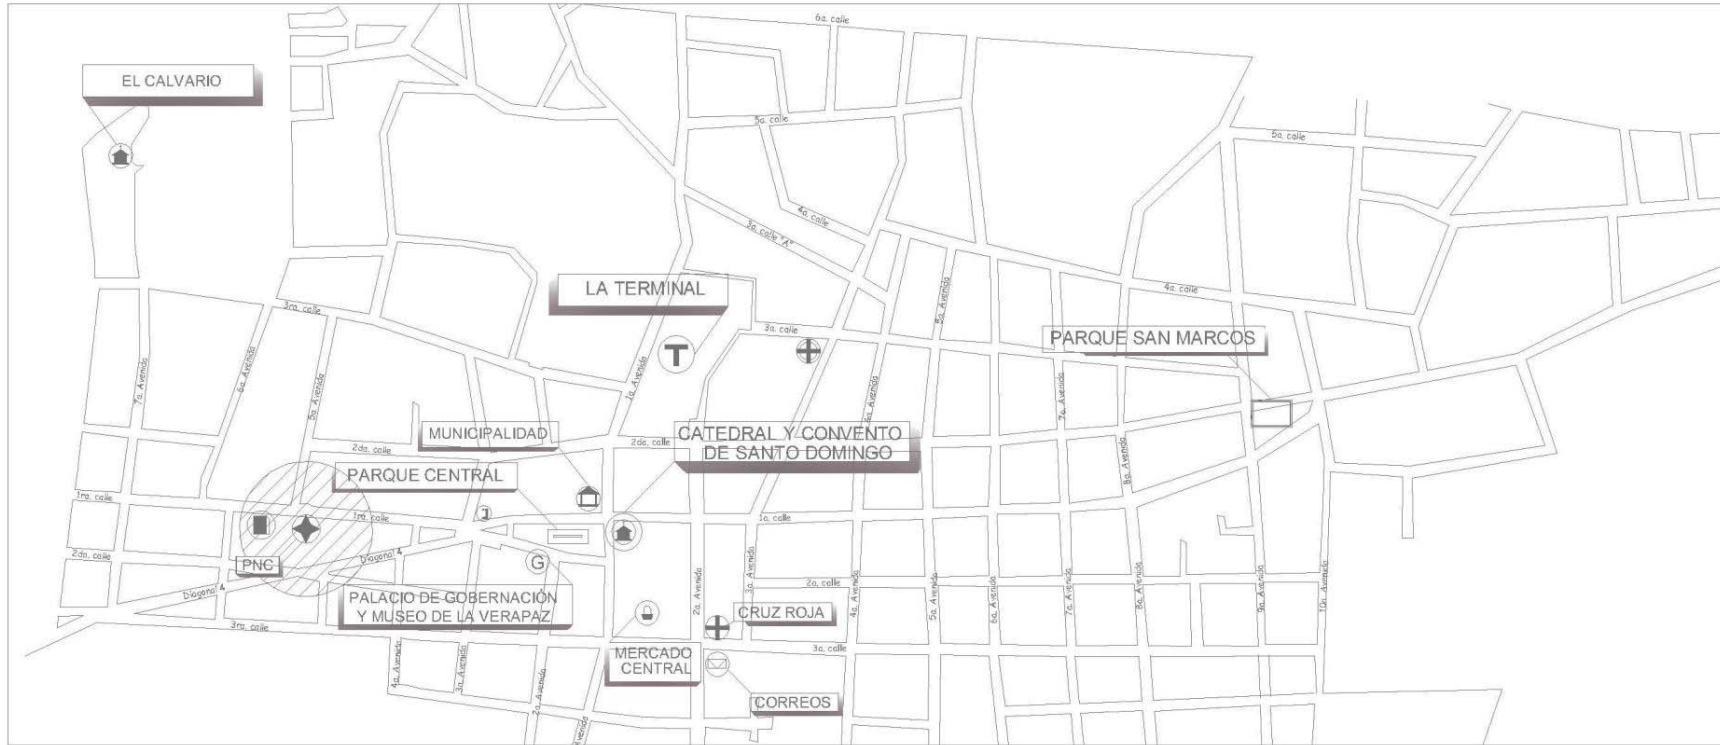 6a. calle
EL CALVARIO
5a. calle
5a. calle
4a. calle
3a. calle "A"
4a. calle
LA TERMINAL
5a. Avenida
3ra. calle
3a. calle
PARQUE SAN MARCOS
7a. Avenida
6a. Avenida
5a. Avenida
1a. Avenida
T
7a. Avenida
MUNICIPALIDAD
2da. calle
2da. calle
CATEDRAL Y CONVENTO
DE SANTO DOMINGO
8a. Avenida
PARQUE CENTRAL
1ra. calle
1ra. calle
1a. calle
2da. calle
PNC
Diagonal 4
G
Diagonal 4
PALACIO DE GOBERNACIÓN
Y MUSEO DE LA VERAPAZ
2a. Avenida
3a. Avenida
2a. calle
4a. Avenida
5a. Avenida
6a. Avenida
7a. Avenida
8a. Avenida
9a. Avenida
10a. Avenida
CRUZ ROJA
3ra. calle
3a. calle
4a. Avenida
3a. Avenida
2a. Avenida
MERCADO
CENTRAL
CORREOS
Avenida